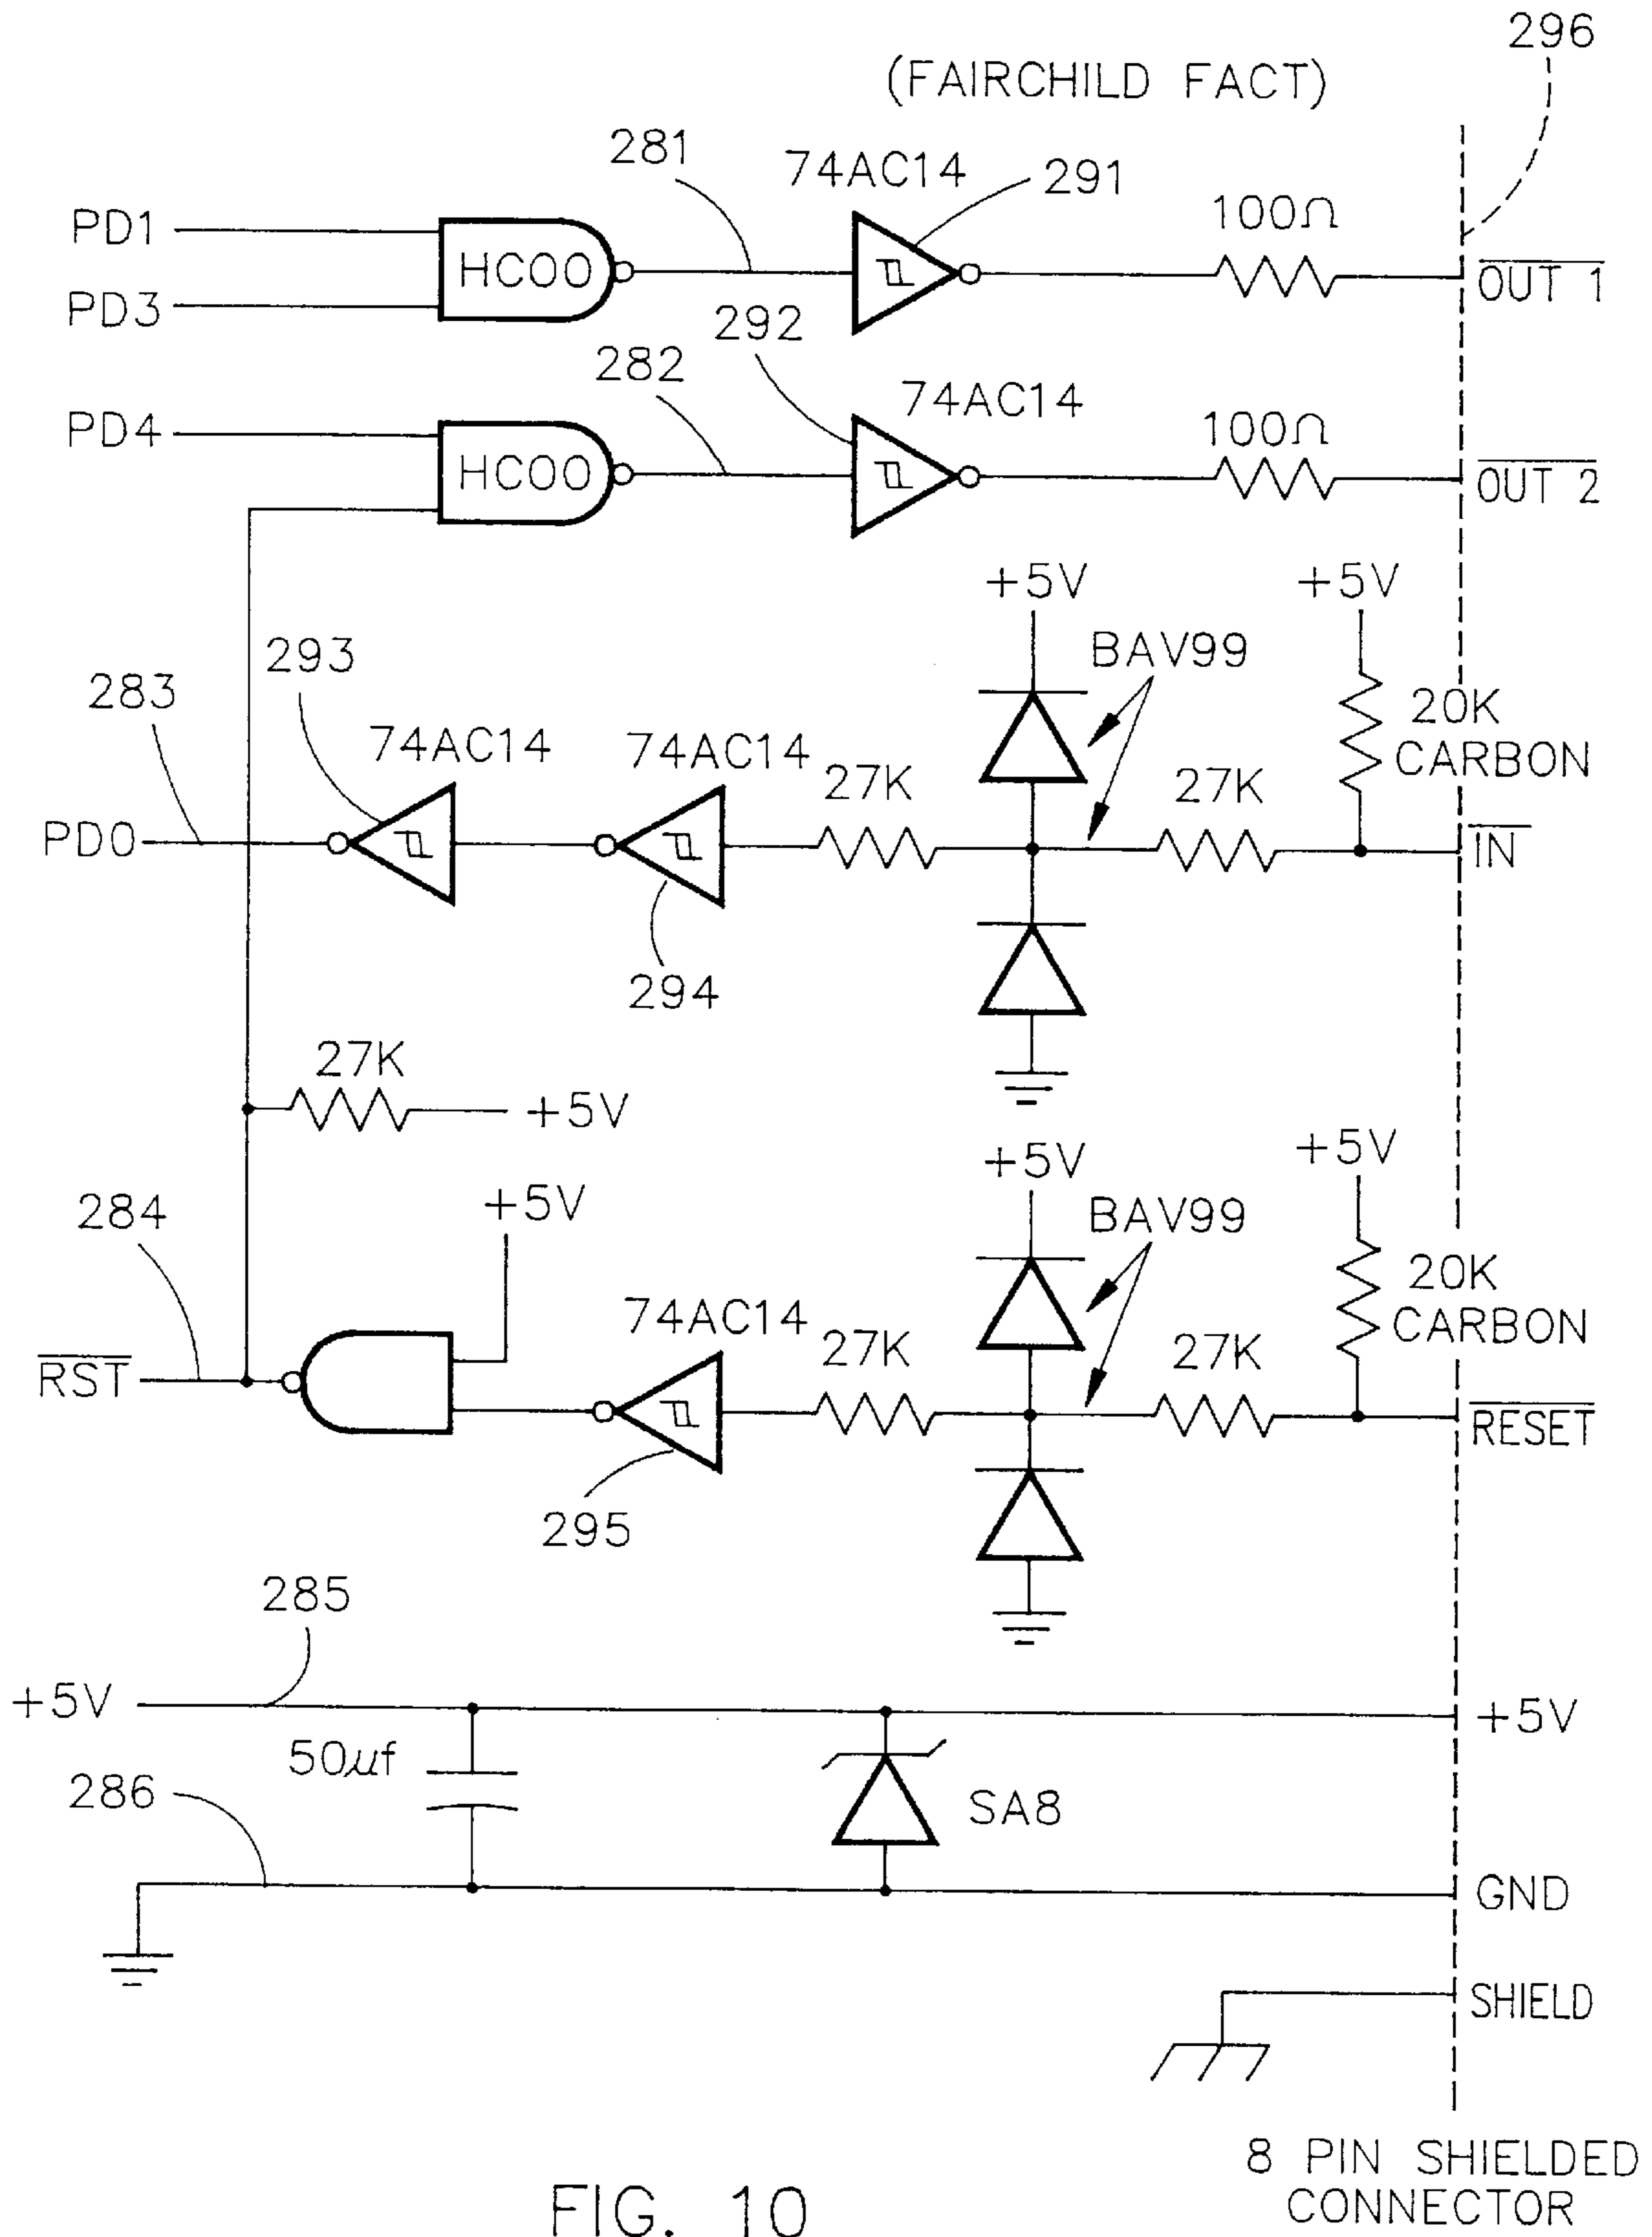 296
(FAIRCHILD FACT)
281
74AC14
291
100Ω
PD1
HC00
PD3
OUT 1
292
282
74AC14
100Ω
PD4
HC00
OUT 2
+5V
+5V
293
BAV99
283
74AC14
74AC14
27K
27K
20K
CARBON
PD0
IN
294
27K
+5V
+5V
+5V
284
+5V
BAV99
74AC14
27K
27K
20K
CARBON
RST
RESET
295
285
+5V
+5V
50µf
286
SA8
GND
SHIELD
8 PIN SHIELDED
CONNECTOR
FIG. 10